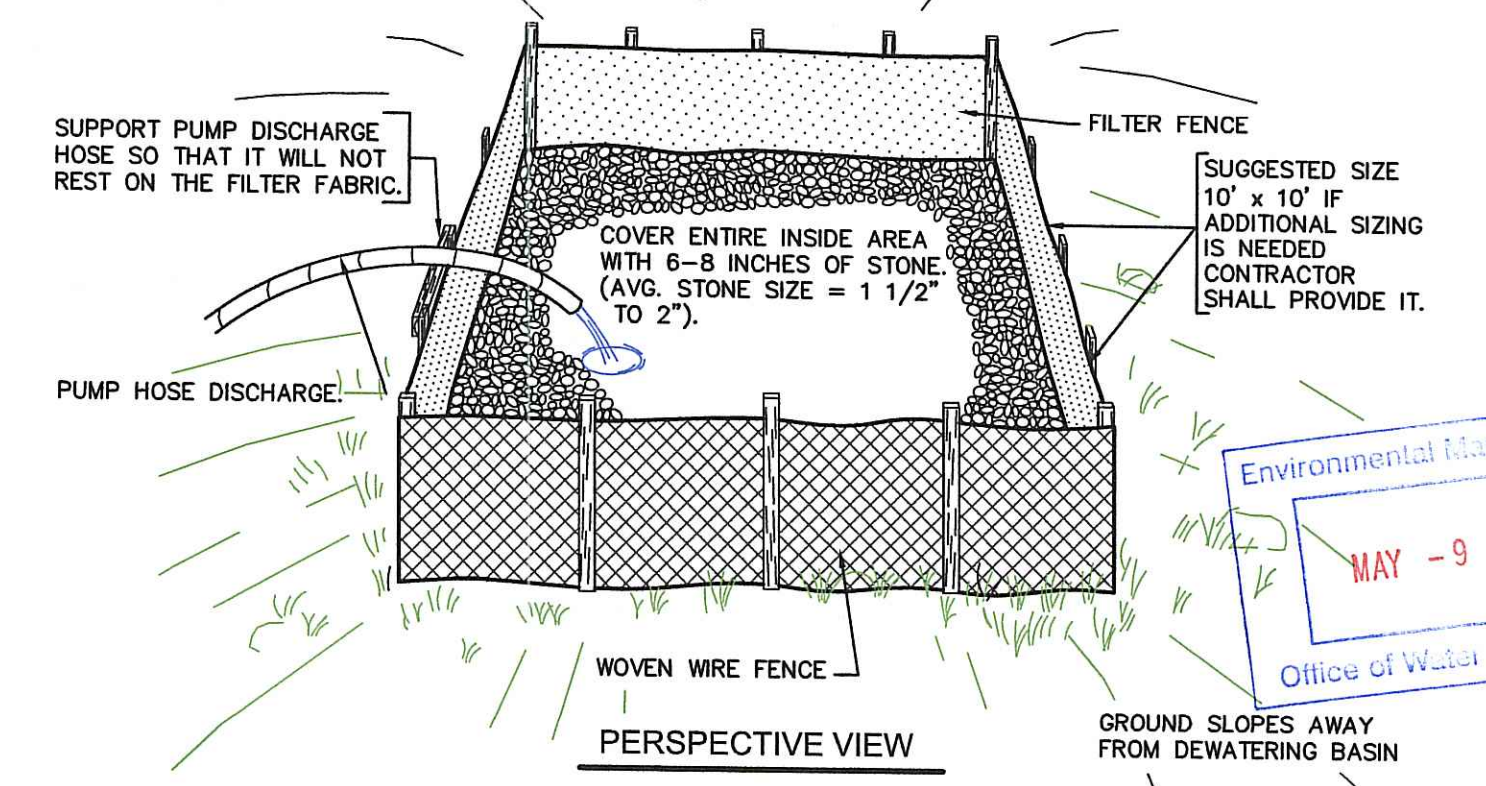 SUPPORT PUMP DISCHARGE
HOSE SO THAT IT WILL NOT
REST ON THE FILTER FABRIC.
FILTER FENCE
SUGGESTED SIZE
10' x 10' IF
ADDITIONAL SIZING
IS NEEDED
CONTRACTOR
SHALL PROVIDE IT.
COVER ENTIRE INSIDE AREA
WITH 6-8 INCHES OF STONE.
(AVG. STONE SIZE = 1 1/2"
TO 2").
PUMP HOSE DISCHARGE.
Environmental Ma
MAY - 9
Office of Water
WOVEN WIRE FENCE
GROUND SLOPES AWAY
FROM DEWATERING BASIN
PERSPECTIVE VIEW